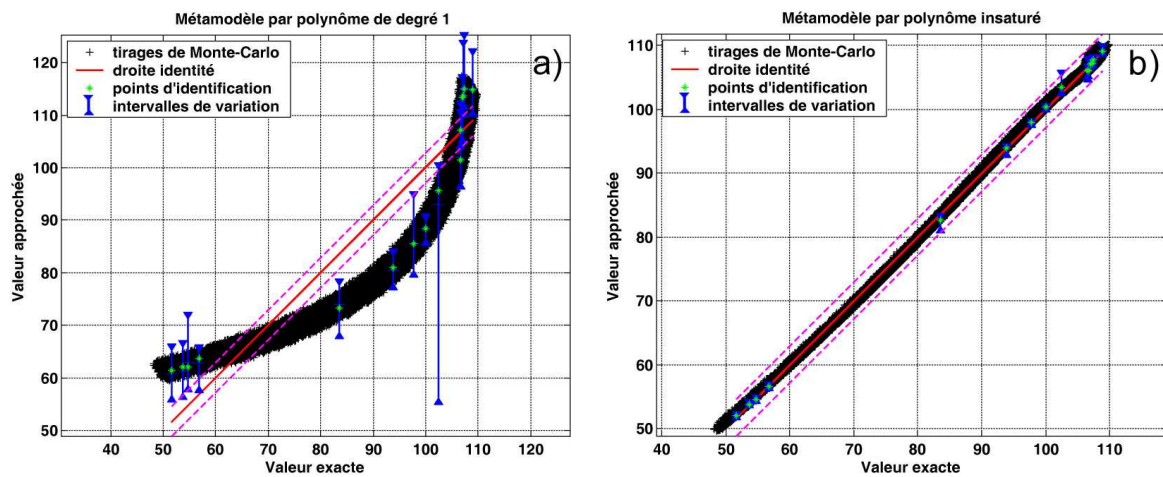 Métamodèle par polynôme de degré 1
tirages de Monte-Carlo
droite identité
points d'identification
intervalles de variation
a)
120
110
100
90
80
70
60
50
40
50
60
70
80
90
100
110
120
Valeur approchée
Valeur exacte
Métamodèle par polynôme insaturé
tirages de Monte-Carlo
droite identité
points d'identification
intervalles de variation
b)
110
100
90
80
70
60
50
40
50
60
70
80
90
100
110
120
Valeur approchée
Valeur exacte